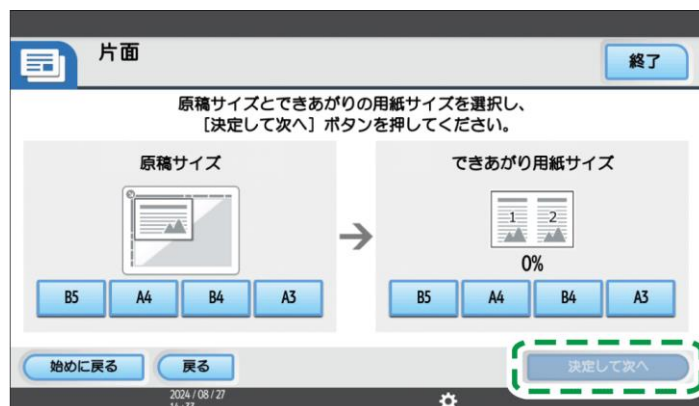 片面
終了
原稿サイズとできあがりの用紙サイズを選択し、
[決定して次へ] ボタンを押してください。
原稿サイズ
できあがり用紙サイズ
1 2
0%
B5 A4 B4 A3
B5 A4 B4 A3
始めに戻る 戻る 決定して次へ
2024 / 08 / 27